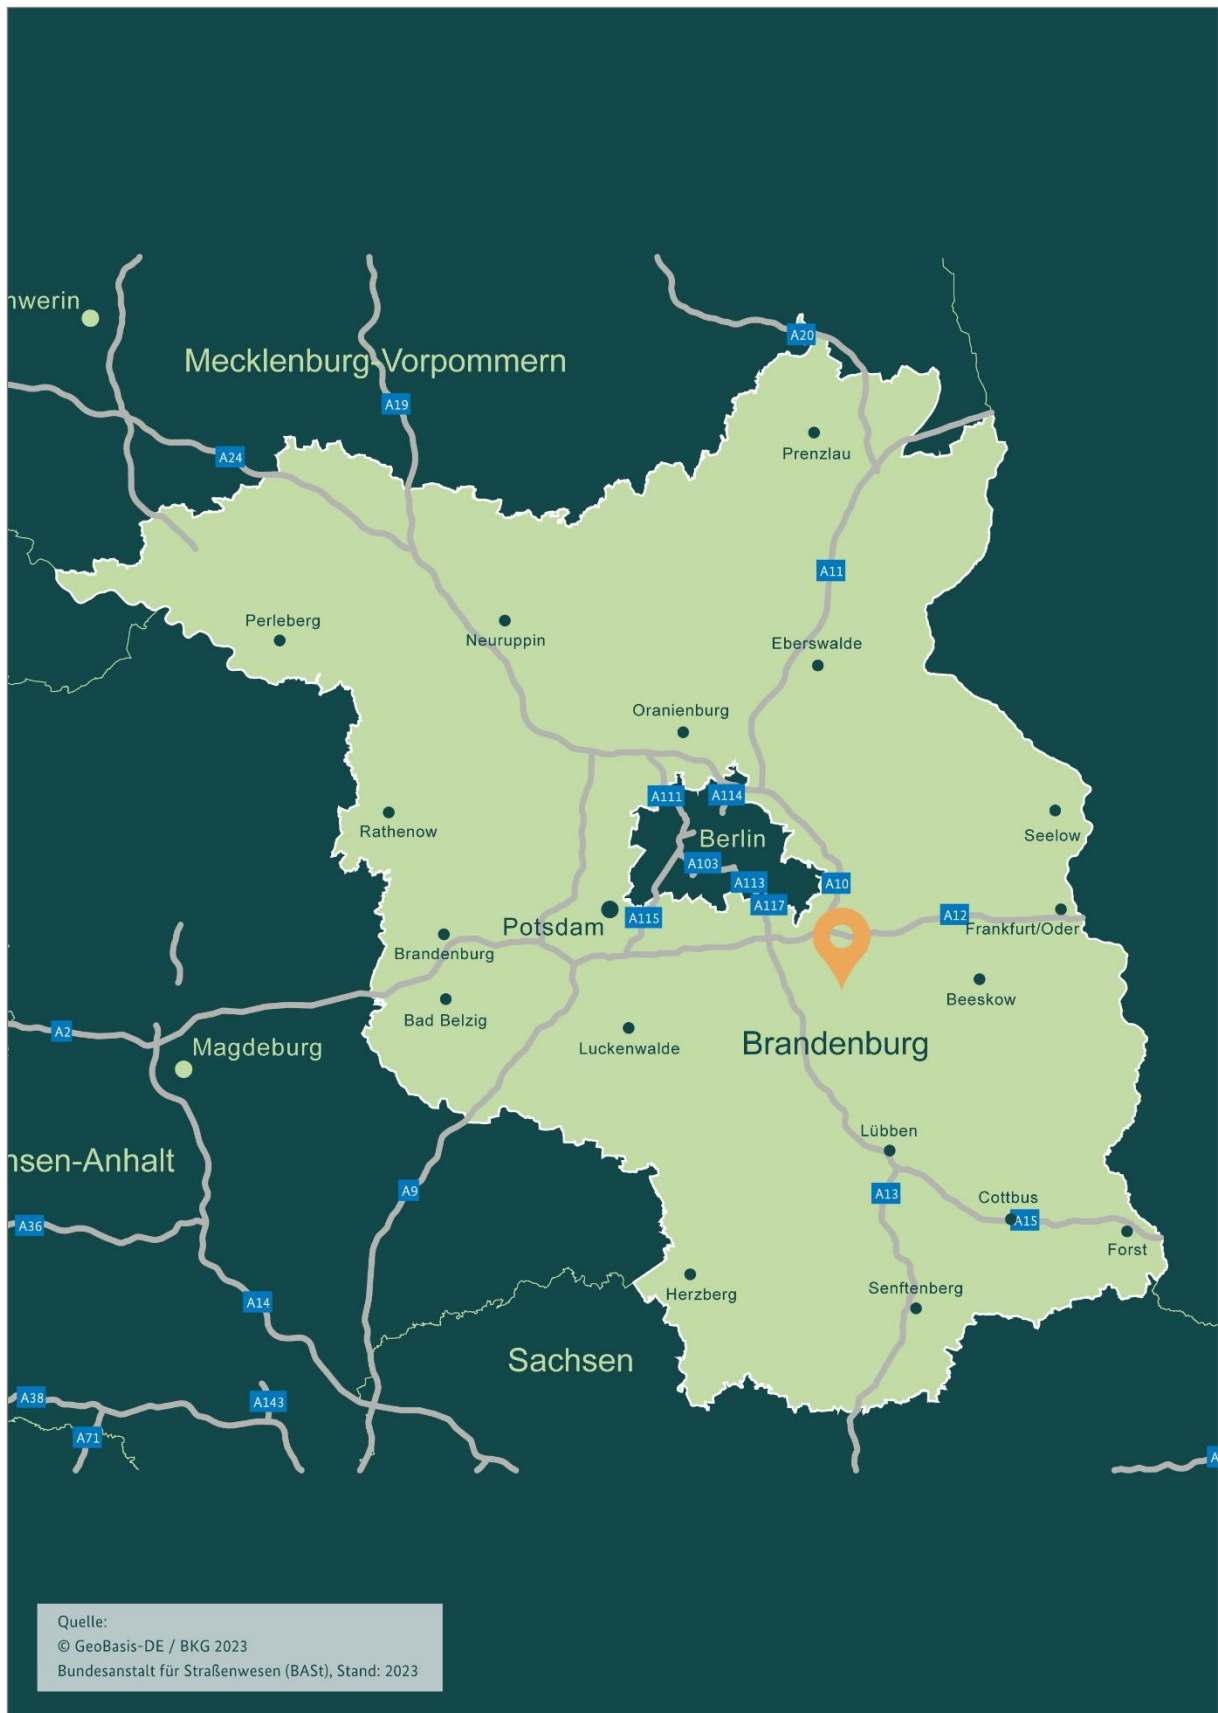 nwerin
A20
Mecklenburg-Vorpommern
A19
Prenzlau
A24
A11
Perleberg
Neuruppin
Eberswalde
Oranienburg
A111
A114
Rathenow
Berlin
Seelow
A103
A113
A10
A117
A115
A12
Potsdam
Frankfurt/Oder
Brandenburg
Beeskow
Bad Belzig
A2
Magdeburg
Luckenwalde
Brandenburg
Lübben
nsen-Anhalt
A9
A13
Cottbus
A15
A36
Forst
Senftenberg
Herzberg
A14
Sachsen
A38
A143
A71
A
Quelle:
© GeoBasis-DE / BKG 2023
Bundesanstalt für Straßenwesen (BASt), Stand: 2023